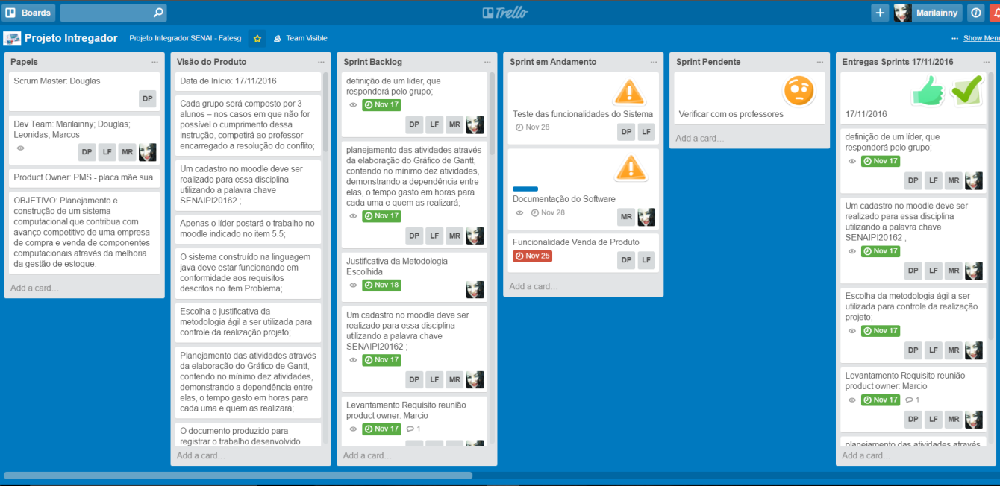 Boards
Trello
Marilainny
Projeto Intregador
Projeto Integrador SENAI - Fatesg
Team Visible
... Show Menu
Papeis
Scrum Master: Douglas
DP
Dev Team: Marilainny; Douglas;
Leonidas; Marcos
DP LF MR
Product Owner: PMS - placa mãe sua.
OBJETIVO: Planejamento e
construção de um sistema
computacional que contribua com
avanço competitivo de uma empresa
de compra e venda de componentes
computacionais através da melhoria
da gestão de estoque.
Add a card...
Visão do Produto
Data de Início: 17/11/2016
Cada grupo será composto por 3
alunos – nos casos em que não for
possível o cumprimento dessa
instrução, competirá ao professor
encarregado a resolução do conflito;
Um cadastro no moodle deve ser
realizado para essa disciplina
utilizando a palavra chave
SENAIPI20162 ;
Apenas o líder postará o trabalho no
moodle indicado no item 5.5;
O sistema construído na linguagem
java deve estar funcionando em
conformidade aos requisitos
descritos no item Problema;
Escolha e justificativa da
metodologia ágil a ser utilizada para
controle da realização projeto;
Planejamento das atividades através
da elaboração do Gráfico de Gantt,
contendo no mínimo dez atividades,
demonstrando a dependência entre
elas, o tempo gasto em horas para
cada uma e quem as realizará;
O documento produzido para
registrar o trabalho desenvolvido
Add a card...
Sprint Backlog
definição de um líder, que
responderá pelo grupo;
Nov 17
DP LF MR
planejamento das atividades através
da elaboração do Gráfico de Gantt,
contendo no mínimo dez atividades,
demonstrando a dependência entre
elas, o tempo gasto em horas para
cada uma e quem as realizará;
Nov 17
DP LF MR
Justificativa da Metodologia
Escolhida
Nov 18
Um cadastro no moodle deve ser
realizado para essa disciplina
utilizando a palavra chave
SENAIPI20162 ;
Nov 17
DP LF MR
Levantamento Requisito reunião
product owner: Marcio
Nov 17 1
Add a card...
Sprint em Andamento
Teste das funcionalidades do Sistema
Nov 28
DP LF
Documentação do Software
Nov 28
MR
Funcionalidade Venda de Produto
Nov 25
DP LF
Add a card...
Sprint Pendente
Verificar com os professores
Add a card...
Entregas Sprints 17/11/2016
17/11/2016
definição de um líder, que
responderá pelo grupo;
Nov 17
DP LF MR
Um cadastro no moodle deve ser
realizado para essa disciplina
utilizando a palavra chave
SENAIPI20162 ;
Nov 17
DP LF MR
Escolha da metodologia ágil a ser
utilizada para controle da realização
projeto;
Nov 17
DP LF MR
Levantamento Requisito reunião
product owner: Marcio
Nov 17 1
DP LF MR
planejamento das atividades através
Add a card...